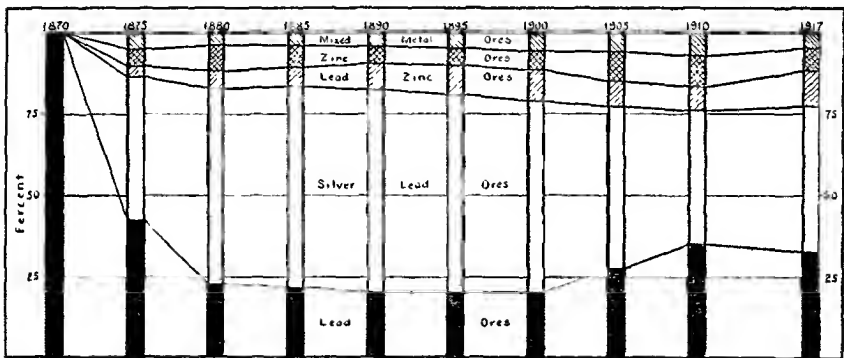 1870 1875 1880 1885 1890 1895 1900 1905 1910 1917
Mixed Metal Ores
Zinc Ores
Lead Zinc Ores
75 75
Silver Lead Ores
Percent
50 50
25 25
Lead Ores